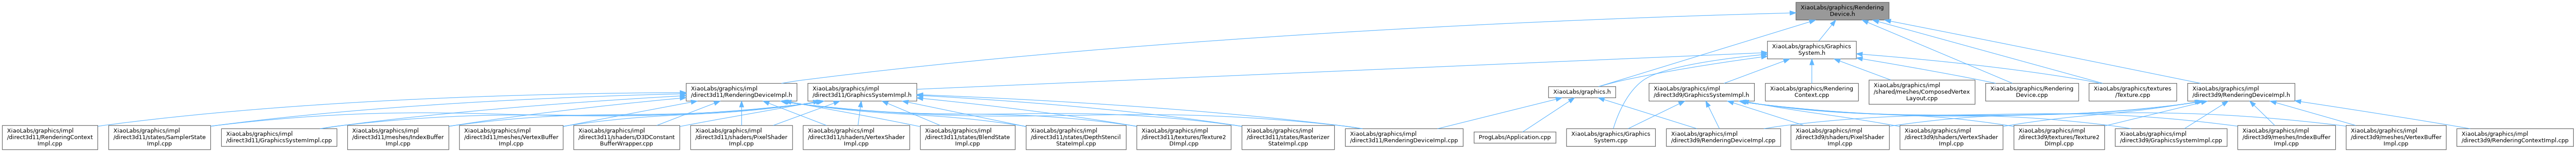 XiaoLabs/graphics/Rendering
Device.h
XiaoLabs/graphics/Graphics
System.h
XiaoLabs/graphics/impl
/direct3d11/RenderingDeviceImpl.h
XiaoLabs/graphics/impl
/direct3d11/GraphicsSystemImpl.h
XiaoLabs/graphics.h
XiaoLabs/graphics/impl
/direct3d9/GraphicsSystemImpl.h
XiaoLabs/graphics/Rendering
Context.cpp
XiaoLabs/graphics/impl
/shared/meshes/ComposedVertex
Layout.cpp
XiaoLabs/graphics/Rendering
Device.cpp
XiaoLabs/graphics/textures
/Texture.cpp
XiaoLabs/graphics/impl
/direct3d9/RenderingDeviceImpl.h
XiaoLabs/graphics/impl
/direct3d11/RenderingContext
Impl.cpp
XiaoLabs/graphics/impl
/direct3d11/states/SamplerState
Impl.cpp
XiaoLabs/graphics/impl
/direct3d11/GraphicsSystemImpl.cpp
XiaoLabs/graphics/impl
/direct3d11/meshes/IndexBuffer
Impl.cpp
XiaoLabs/graphics/impl
/direct3d11/meshes/VertexBuffer
Impl.cpp
XiaoLabs/graphics/impl
/direct3d11/shaders/D3DConstant
BufferWrapper.cpp
XiaoLabs/graphics/impl
/direct3d11/shaders/PixelShader
Impl.cpp
XiaoLabs/graphics/impl
/direct3d11/shaders/VertexShader
Impl.cpp
XiaoLabs/graphics/impl
/direct3d11/states/BlendState
Impl.cpp
XiaoLabs/graphics/impl
/direct3d11/states/DepthStencil
StateImpl.cpp
XiaoLabs/graphics/impl
/direct3d11/textures/Texture2
DImpl.cpp
XiaoLabs/graphics/impl
/direct3d11/states/Rasterizer
StateImpl.cpp
XiaoLabs/graphics/impl
/direct3d11/RenderingDeviceImpl.cpp
ProgLabs/Application.cpp
XiaoLabs/graphics/Graphics
System.cpp
XiaoLabs/graphics/impl
/direct3d9/RenderingDeviceImpl.cpp
XiaoLabs/graphics/impl
/direct3d9/shaders/PixelShader
Impl.cpp
XiaoLabs/graphics/impl
/direct3d9/shaders/VertexShader
Impl.cpp
XiaoLabs/graphics/impl
/direct3d9/textures/Texture2
DImpl.cpp
XiaoLabs/graphics/impl
/direct3d9/GraphicsSystemImpl.cpp
XiaoLabs/graphics/impl
/direct3d9/meshes/IndexBuffer
Impl.cpp
XiaoLabs/graphics/impl
/direct3d9/meshes/VertexBuffer
Impl.cpp
XiaoLabs/graphics/impl
/direct3d9/RenderingContextImpl.cpp